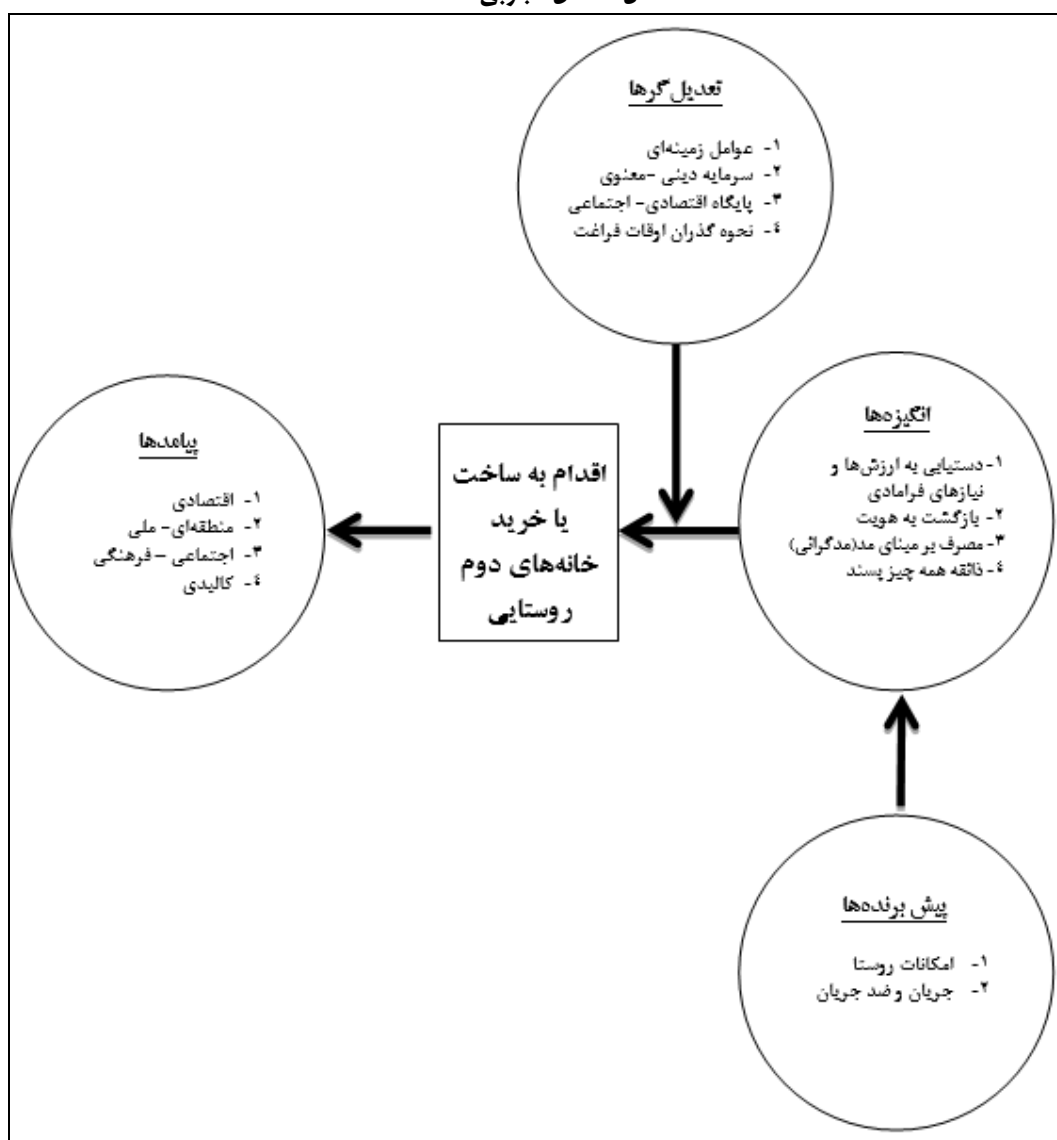 تعدیل‌گرها
۱- عوامل زمینه‌ای
۲- سرمایه دینی -معنوی
۳- پایگاه اقتصادی- اجتماعی
۴- نحوه گذران اوقات فراغت
انگیزه‌ها
۱- دستیابی به ارزش‌ها و
نیازهای فرامادی
۲- بازگشت به هویت
۳- مصرف بر مبنای مد(مدگرائی)
۴- ذائقه همه چیز پسند
اقدام به ساخت
یا خرید
خانه‌های دوم
روستایی
پیامدها
۱- اقتصادی
۲- منطقه‌ای- ملی
۳- اجتماعی – فرهنگی
۴- کالبدی
پیش برنده‌ها
۱- امکانات روستا
۲- جریان و ضد جریان